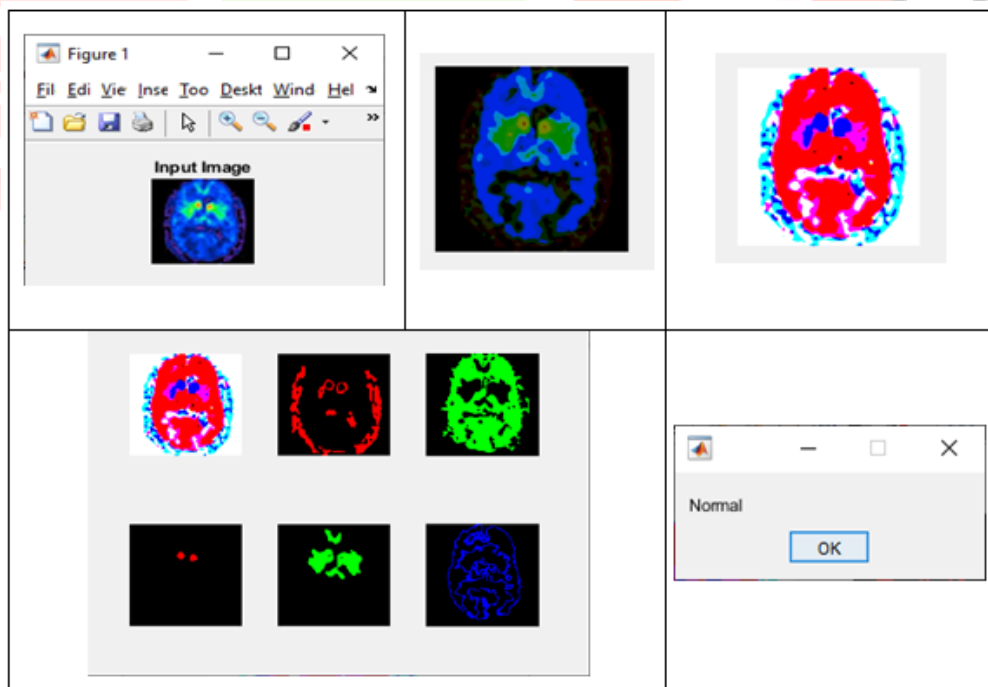 Figure 1
Fil Edi Vie Inse Too Deskt Wind Hel
Input Image
Normal
OK